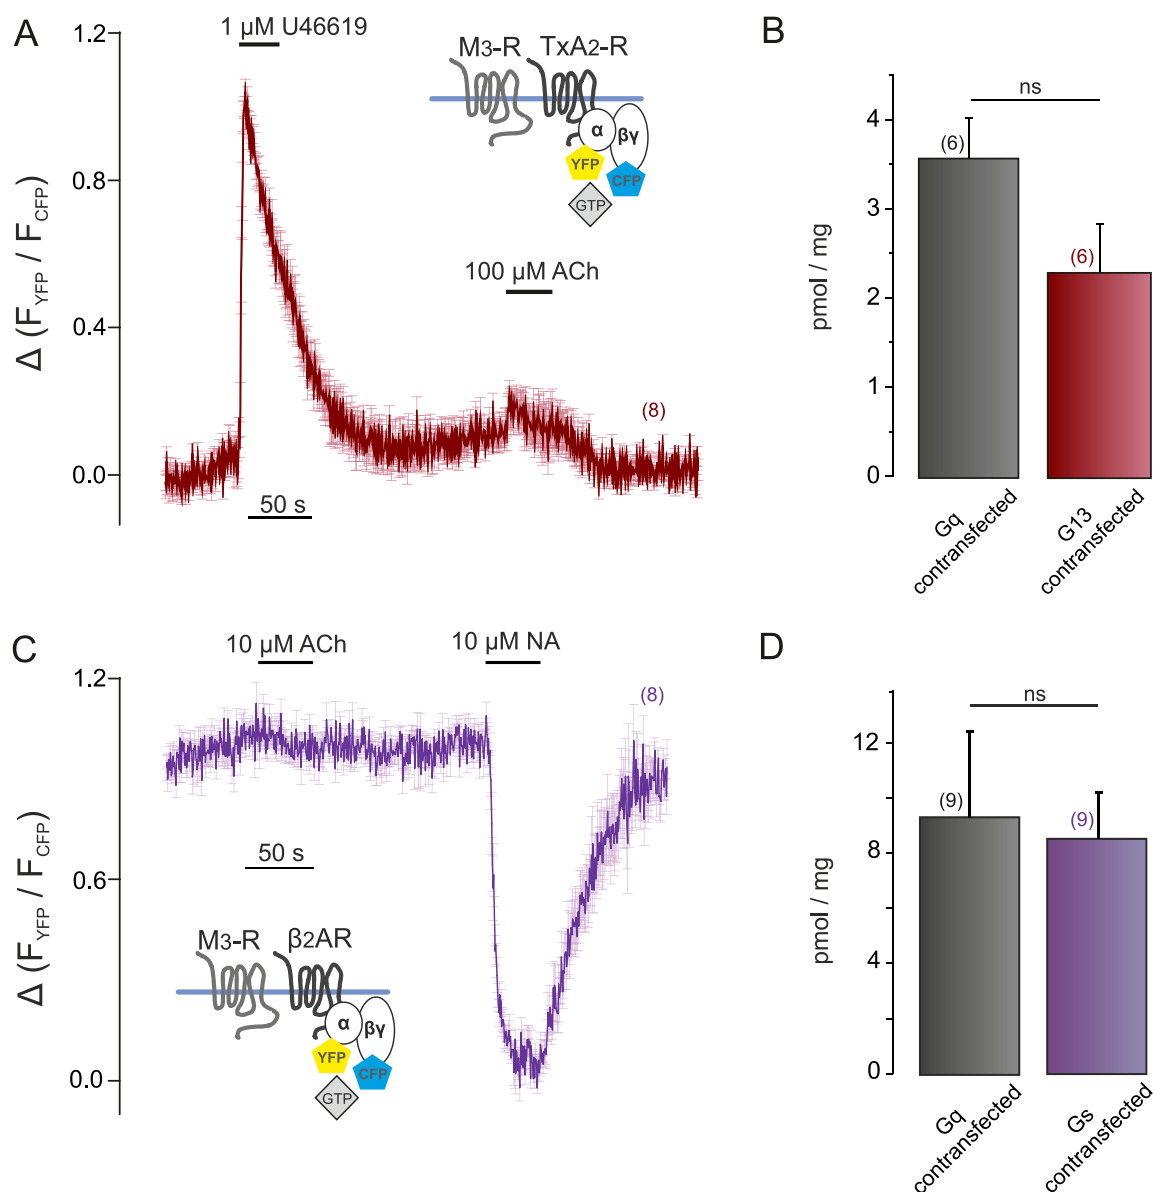 A
1 µM U46619
1.2
0.8
0.4
0.0
Δ (FYFP / FCFP)
M3-R
TxA2-R
α
βγ
YFP
CFP
GTP
100 µM ACh
(8)
50 s
B
ns
4
3
2
1
0
pmol / mg
(6)
(6)
Gq
contransfected
G13
contransfected
C
10 µM ACh
10 µM NA
1.2
0.6
0.0
Δ (FYFP / FCFP)
(8)
50 s
M3-R
β2AR
α
βγ
YFP
CFP
GTP
D
ns
12
8
4
0
pmol / mg
(9)
(9)
Gq
contransfected
Gs
contransfected